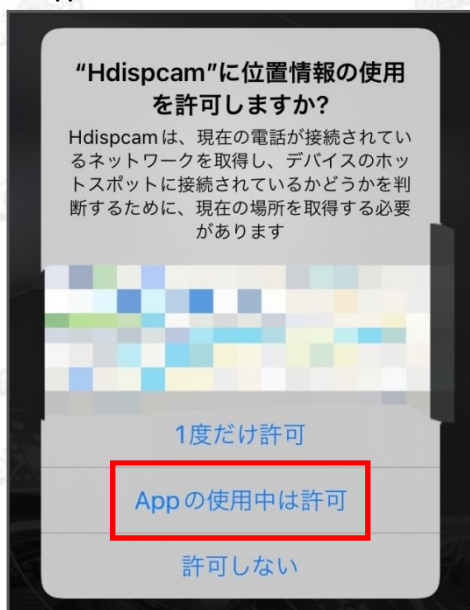 “Hdispcam”に位置情報の使用
を許可しますか?
Hdispcamは、現在の電話が接続されてい
るネットワークを取得し、デバイスのホッ
トスポットに接続されているかどうかを判
断するために、現在の場所を取得する必要
があります
1度だけ許可
Appの使用中は許可
許可しない